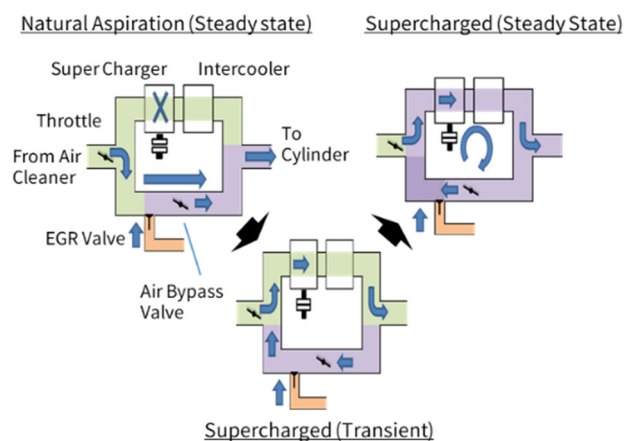 Natural Aspiration (Steady state)
Supercharged (Steady State)
Super Charger
Intercooler
Throttle
From Air
Cleaner
To
Cylinder
EGR Valve
Air Bypass
Valve
Supercharged (Transient)